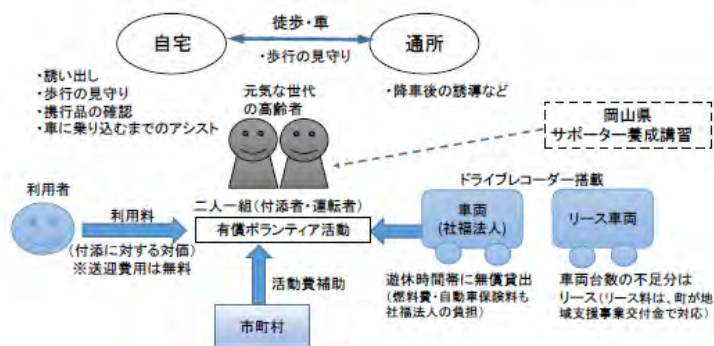 徒歩・車
自宅
通所
・歩行の見守り
・誘い出し
・歩行の見守り
・携行品の確認
・車に乗り込むまでのアシスト
元気な世代
の高齢者
・降車後の誘導など
岡山県
サポーター養成講習
利用者
利用料
(付添に対する対価)
※送迎費用は無料
二人一組(付添者・運転者)
有償ボランティア活動
ドライブレコーダー搭載
車両
(社福法人)
リース車両
活動費補助
市町村
遊休時間帯に無償貸出
(燃料費・自動車保険料も
社福法人の負担)
車両台数の不足分は
リース(リース料は、町が地
域支援事業交付金で対応)